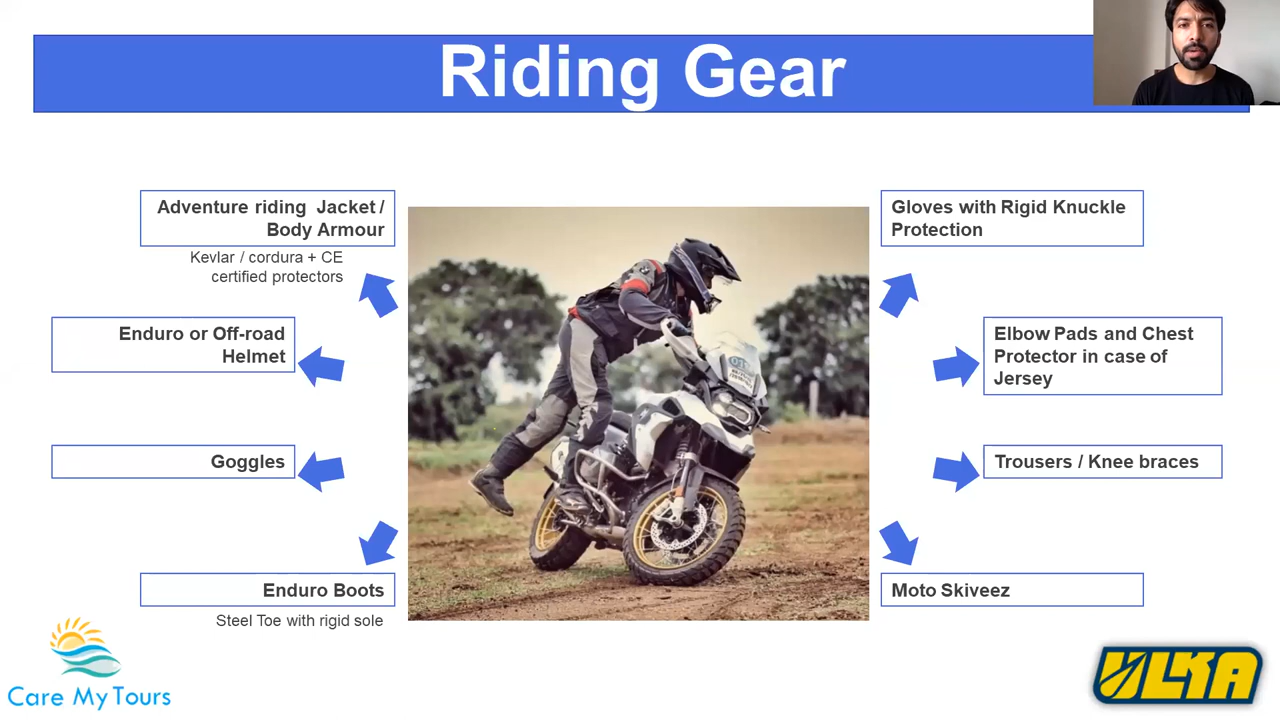 Riding Gear
Adventure riding Jacket /
Body Armour
Kevlar / cordura + CE
certified protectors
Enduro or Off-road
Helmet
Goggles
Enduro Boots
Steel Toe with rigid sole
Gloves with Rigid Knuckle
Protection
Elbow Pads and Chest
Protector in case of
Jersey
Trousers / Knee braces
Moto Skiveez
Care My Tours
ULKA